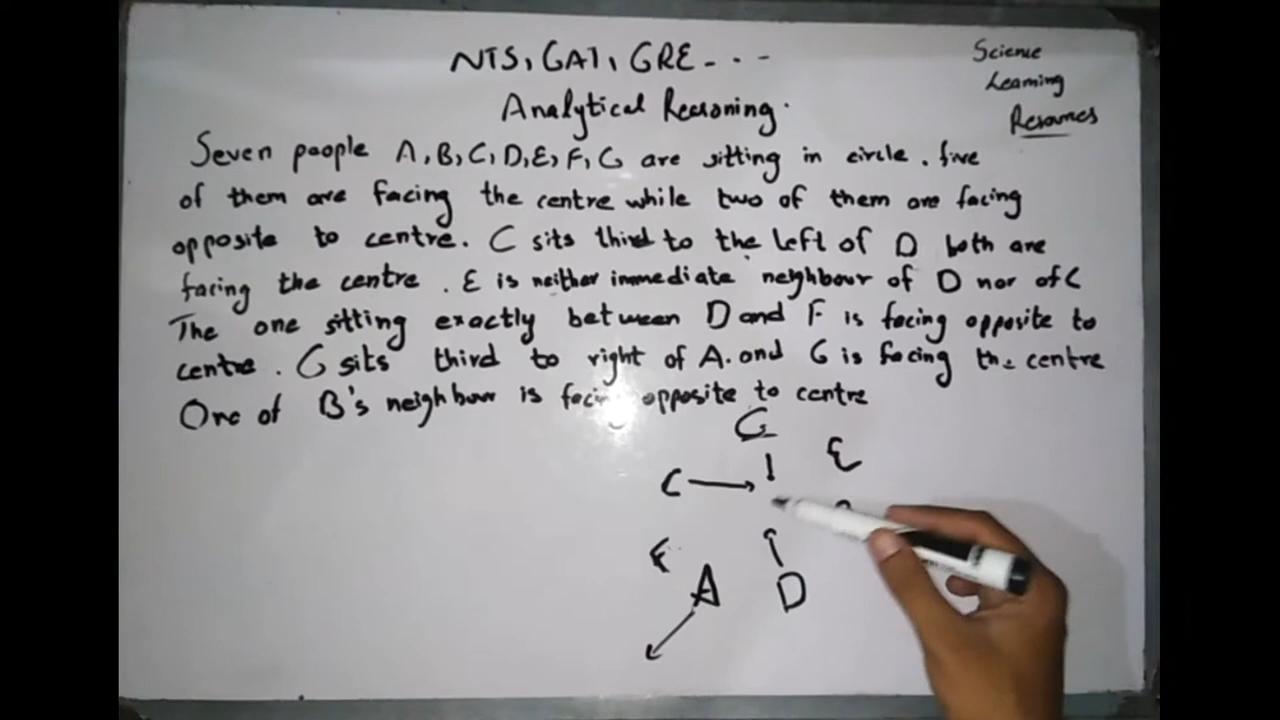 NTS, GAT, GRE - - -
Science
Learning
Resources
Analytical Reasoning.
Seven people A, B, C, D, E, F, G are sitting in circle. five
of them are facing the centre while two of them are facing
opposite to centre. C sits third to the left of D both are
facing the centre. E is neither immediate neighbour of D nor of C
The one sitting exactly between D and F is facing opposite to
centre. G sits third to right of A. and G is facing the centre
One of B's neighbour is facing opposite to centre
G
E
C
F
A
D